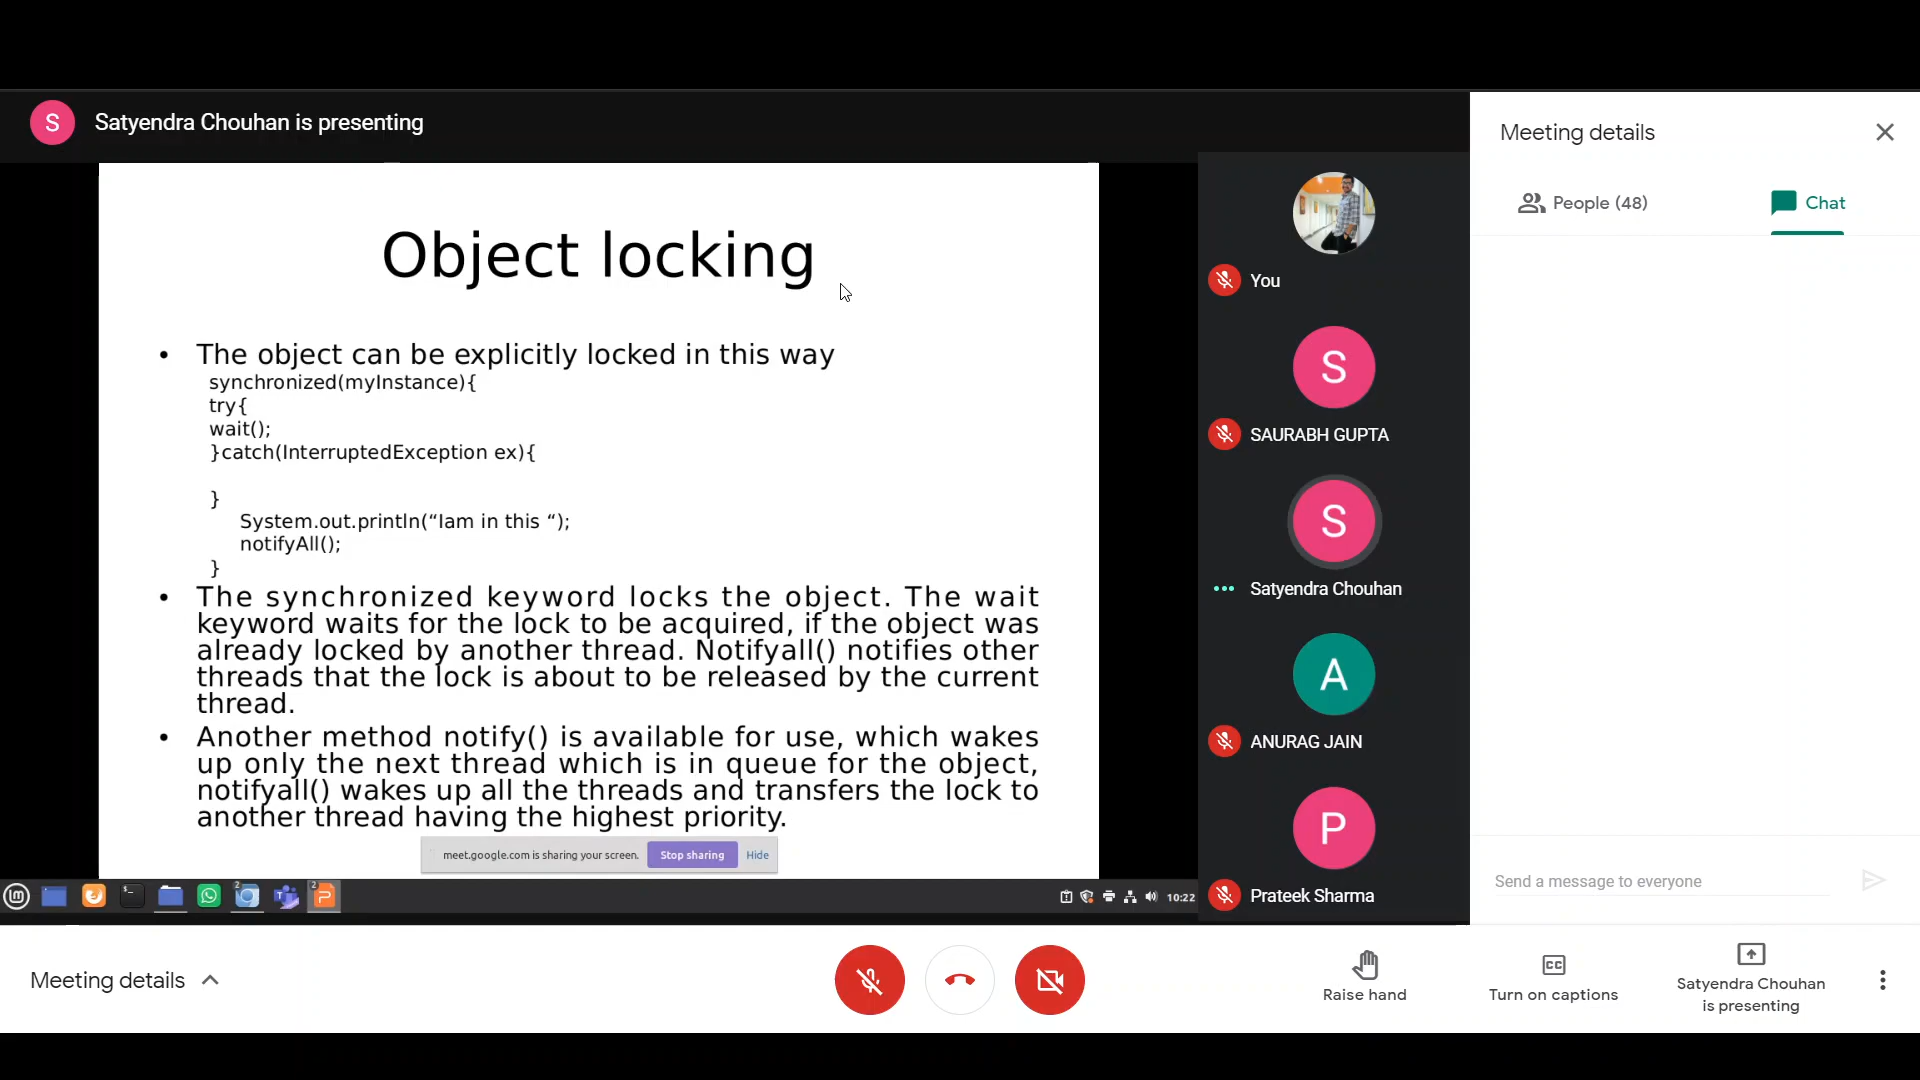 S Satyendra Chouhan is presenting
Object locking
• The object can be explicitly locked in this way
synchronized(myInstance){
try{
wait();
}catch(InterruptedException ex){
}
System.out.println(“Iam in this “);
notifyAll();
}
• The synchronized keyword locks the object. The wait
keyword waits for the lock to be acquired, if the object was
already locked by another thread. Notifyall() notifies other
threads that the lock is about to be released by the current
thread.
• Another method notify() is available for use, which wakes
up only the next thread which is in queue for the object,
notifyall() wakes up all the threads and transfers the lock to
another thread having the highest priority.
meet.google.com is sharing your screen. Stop sharing Hide
2 2
10:22
You
S
SAURABH GUPTA
S
Satyendra Chouhan
A
ANURAG JAIN
P
Prateek Sharma
Meeting details
People (48) Chat
Send a message to everyone
Meeting details
Raise hand
CC
Turn on captions
Satyendra Chouhan
is presenting